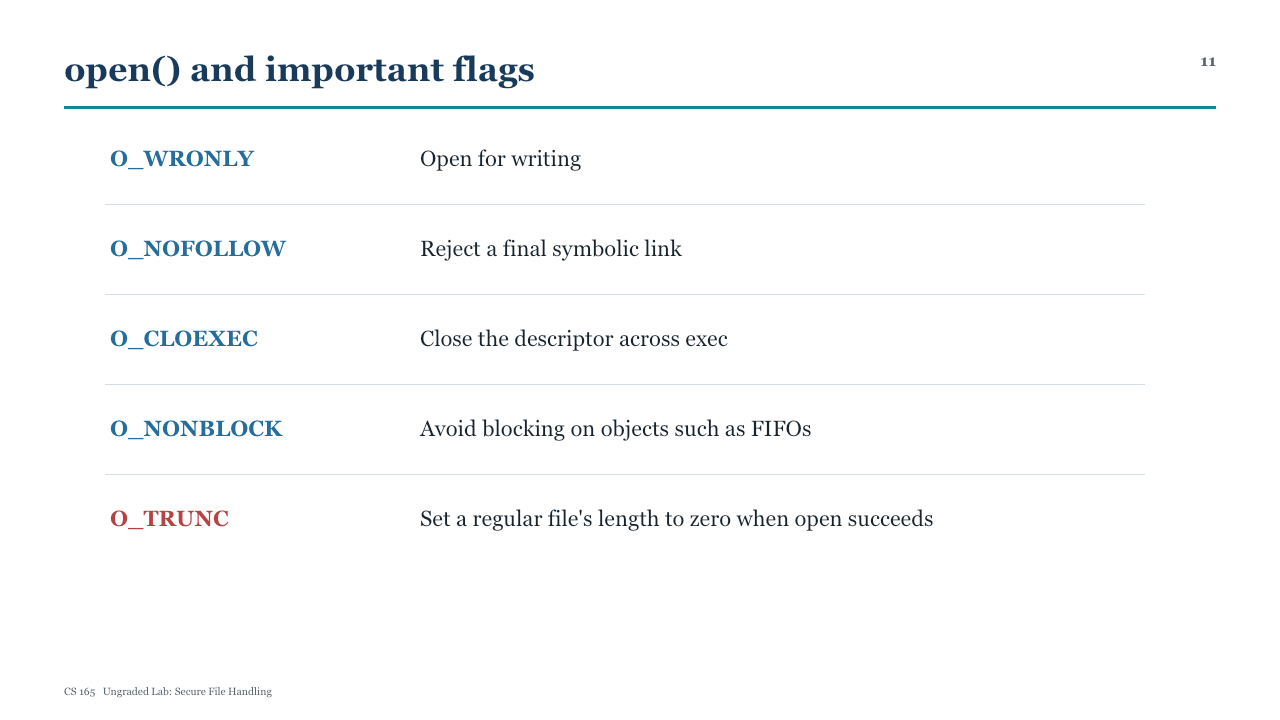 open() and important flags
11
O_WRONLY Open for writing
O_NOFOLLOW Reject a final symbolic link
O_CLOEXEC Close the descriptor across exec
O_NONBLOCK Avoid blocking on objects such as FIFOs
O_TRUNC Set a regular file's length to zero when open succeeds
CS 165 Ungraded Lab: Secure File Handling